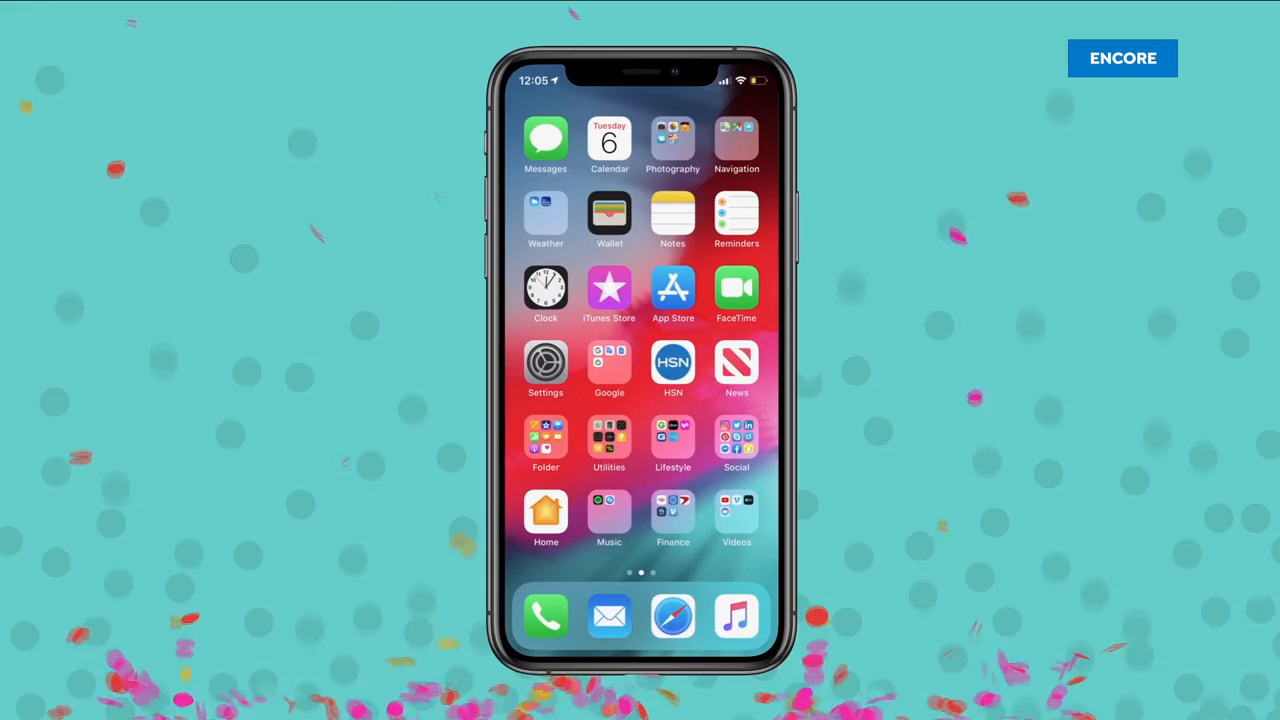 ENCORE
12:05
Messages
Tuesday
6
Calendar
Photography
Navigation
Weather
Wallet
Notes
Reminders
Clock
iTunes Store
App Store
FaceTime
Settings
Google
HSN
HSN
News
Folder
Utilities
Lifestyle
Social
Home
Music
Finance
Videos